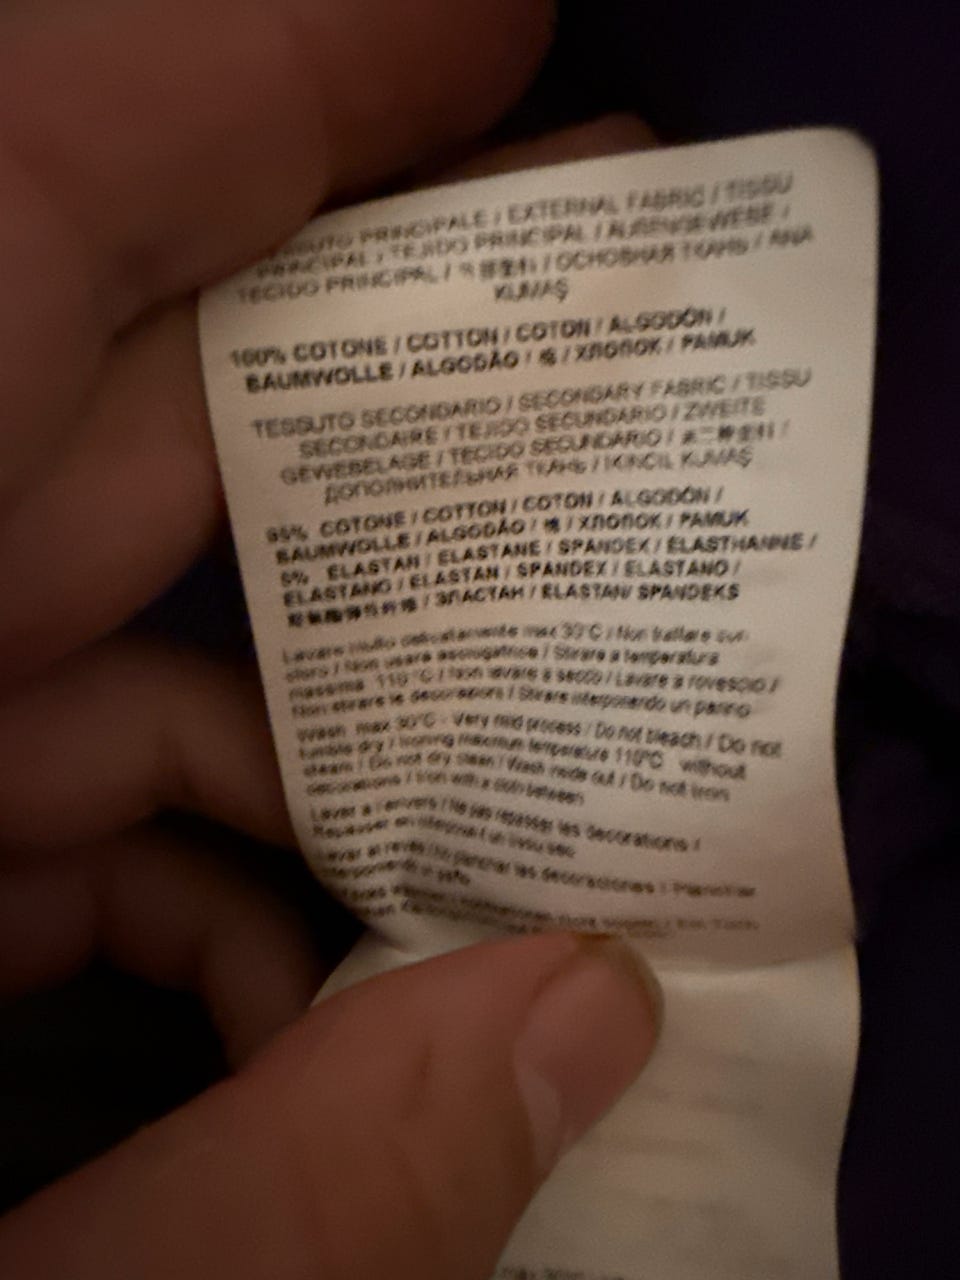 TESSUTO PRINCIPALE / EXTERNAL FABRIC / TISSU
PRINCIPAL / TEJIDO PRINCIPAL / AUßENGEWEBE /
TECIDO PRINCIPAL / / ОСНОВНАЯ ТКАНЬ / ANA
KUMAŞ
100% COTONE / COTTON / COTON / ALGODÓN /
BAUMWOLLE / ALGODÃO / 棉 / ХЛОПОК / PAMUK
TESSUTO SECONDARIO / SECONDARY FABRIC / TISSU
SECONDAIRE / TEJIDO SECUNDARIO / ZWEITE
GEWEBELAGE / TECIDO SECUNDARIO / /
ДОПОЛНИТЕЛЬНАЯ ТКАНЬ / IKINCIL KUMAŞ
95% COTONE / COTTON / COTON / ALGODÓN /
BAUMWOLLE / ALGODÃO / 棉 / ХЛОПОК / PAMUK
5% ELASTAN / ELASTANE / SPANDEX / ELASTHANNE /
ELASTANO / ELASTAN / SPANDEX / ELASTANO /
/ ЭЛАСТАН / ELASTAN/ SPANDEKS
Lavare molto delicatamente max 30°C / Non trattare con
cloro / Non usare asciugatrice / Stirare a temperatura
massima 110°C / Non lavare a secco / Lavare a rovescio /
Non stirare le decorazioni / Stirare interponendo un panno
Wash max 30°C - Very mild process / Do not bleach / Do not
tumble dry / Ironing maximum temperature 110°C without
steam / Do not dry clean / Wash inside out / Do not iron
decorations / Iron with a cloth between
Laver a l'envers / Ne pas repasser les decorations /
Repasser en interposant un tissu sec
Lavar al revés / No planchar las decoraciones / Planchar